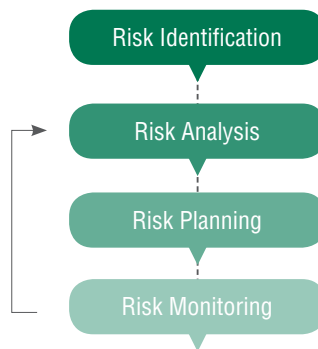 Risk Identification
Risk Analysis
Risk Planning
Risk Monitoring